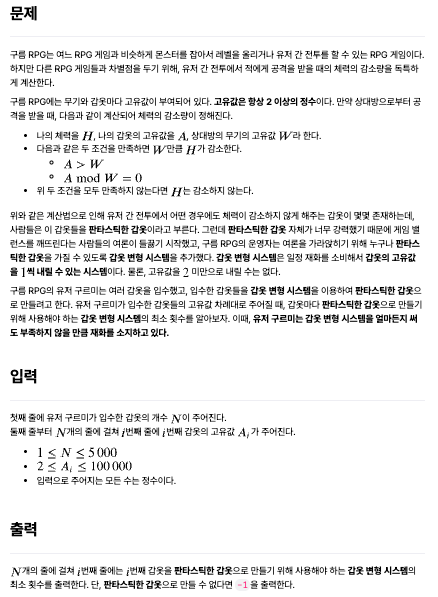 문제
구름 RPG는 여느 RPG 게임과 비슷하게 몬스터를 잡아서 레벨을 올리거나 유저 간 전투를 할 수 있는 RPG 게임이다.
하지만 다른 RPG 게임들과 차별점을 두기 위해, 유저 간 전투에서 적에게 공격을 받을 때의 체력의 감소량을 독특하
게 계산한다.
구름 RPG에는 무기와 갑옷마다 고유값이 부여되어 있다. 고유값은 항상 2 이상의 정수이다. 만약 상대방으로부터 공
격을 받을 때, 다음과 같이 계산되어 체력의 감소량이 정해진다.
• 나의 체력을 H, 나의 갑옷의 고유값을 A, 상대방의 무기의 고유값 W라 한다.
• 다음과 같은 두 조건을 만족하면 W만큼 H가 감소한다.
◦ A > W
◦ A mod W = 0
• 위 두 조건을 모두 만족하지 않는다면 H는 감소하지 않는다.
위와 같은 계산법으로 인해 유저 간 전투에서 어떤 경우에도 체력이 감소하지 않게 해주는 갑옷이 몇몇 존재하는데,
사람들은 이 갑옷들을 판타스틱한 갑옷이라고 부른다. 그런데 판타스틱한 갑옷 자체가 너무 강력했기 때문에 게임 밸
런스를 깨뜨린다는 사람들의 여론이 들끓기 시작했고, 구름 RPG의 운영자는 여론을 가라앉히기 위해 누구나 판타스
틱한 갑옷을 가질 수 있도록 갑옷 변형 시스템을 추가했다. 갑옷 변형 시스템은 일정 재화를 소비해서 갑옷의 고유값
을 1씩 내릴 수 있는 시스템이다. 물론, 고유값을 2 미만으로 내릴 수는 없다.
구름 RPG의 유저 구르미는 여러 갑옷을 입수했고, 입수한 갑옷들을 갑옷 변형 시스템을 이용하여 판타스틱한 갑옷으
로 만들려고 한다. 유저 구르미가 입수한 갑옷들의 고유값 차례대로 주어질 때, 갑옷마다 판타스틱한 갑옷으로 만들기
위해 사용해야 하는 갑옷 변형 시스템의 최소 횟수를 알아보자. 이때, 유저 구르미는 갑옷 변형 시스템을 얼마든지 써
도 부족하지 않을 만큼 재화를 소지하고 있다.
입력
첫째 줄에 유저 구르미가 입수한 갑옷의 개수 N이 주어진다.
둘째 줄부터 N개의 줄에 걸쳐 i번째 줄에 i번째 갑옷의 고유값 A_i가 주어진다.
• 1 ≤ N ≤ 5 000
• 2 ≤ A_i ≤ 100 000
• 입력으로 주어지는 모든 수는 정수이다.
출력
N개의 줄에 걸쳐 i번째 줄에는 i번째 갑옷을 판타스틱한 갑옷으로 만들기 위해 사용해야 하는 갑옷 변형 시스템의
최소 횟수를 출력한다. 단, 판타스틱한 갑옷으로 만들 수 없다면 -1 을 출력한다.